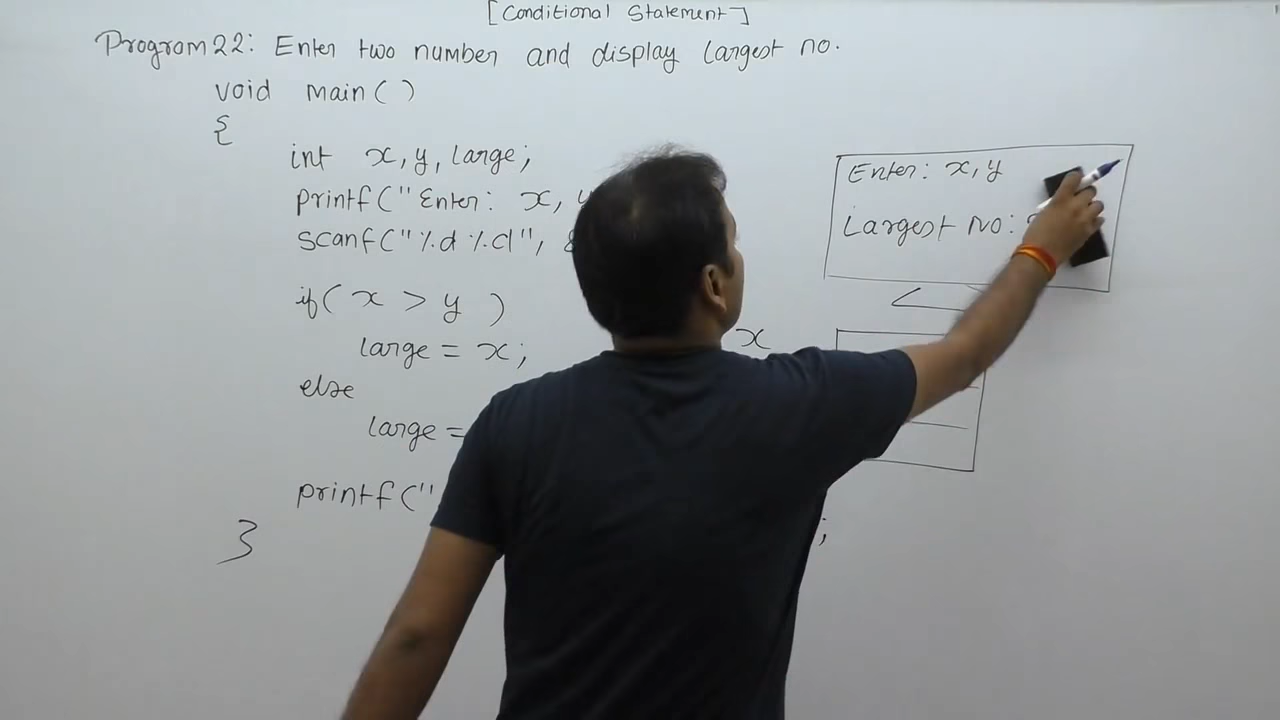 [Conditional Statement]
Program 22: Enter two number and display largest no.
void main()
{
int x, y, large;
printf("Enter: x, y
scanf("%d %d", &
if( x > y )
large = x;
else
large =
printf("
;
}
Enter: x, y
Largest no:
x